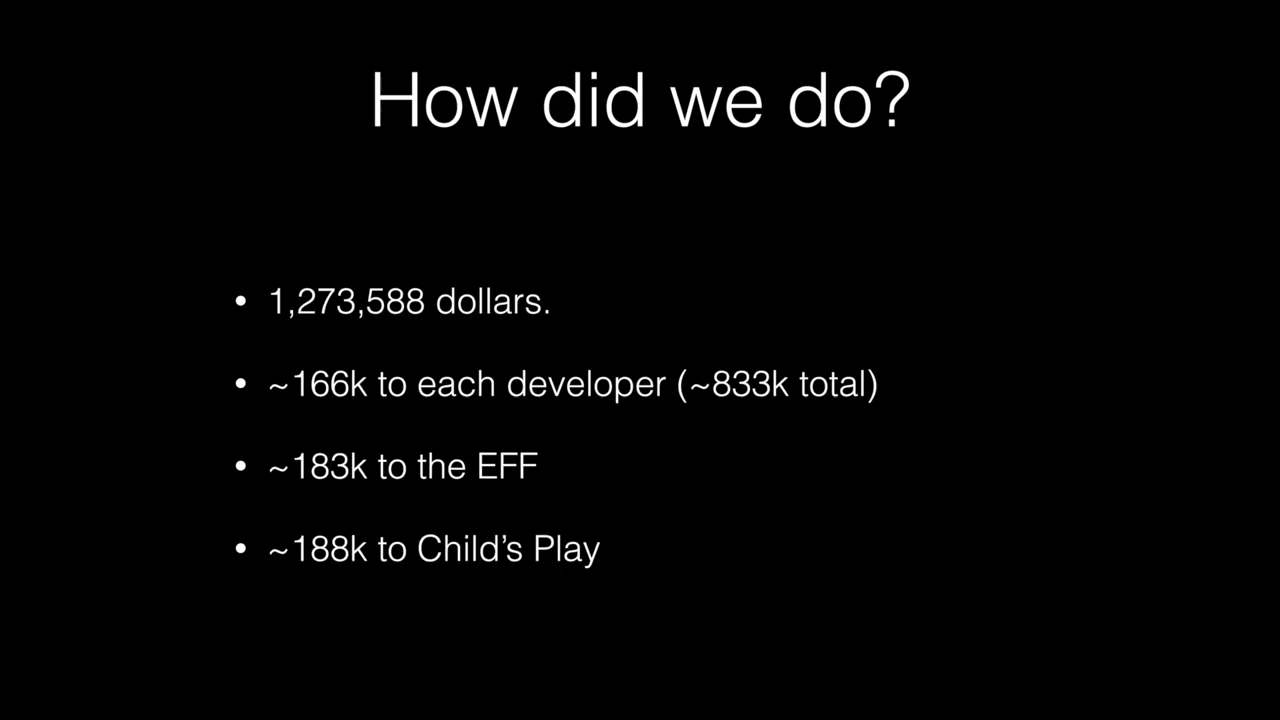 How did we do?
• 1,273,588 dollars.
• ~166k to each developer (~833k total)
• ~183k to the EFF
• ~188k to Child’s Play